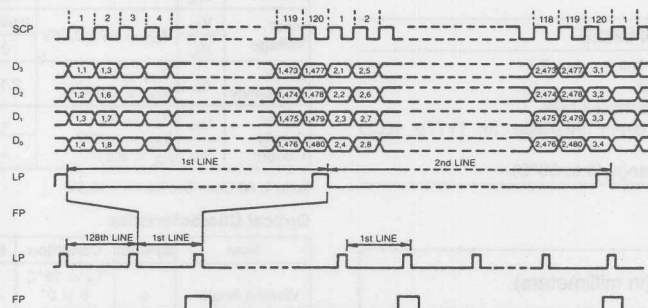 1 2 3 4 119 120 1 2 118 119 120 1
SCP
D3 1,1 1,3 1,473 1,477 2,1 2,5 2,473 2,477 3,1
D2 1,2 1,6 1,474 1,478 2,2 2,6 2,474 2,478 3,2
D1 1,3 1,7 1,475 1,479 2,3 2,7 2,475 2,479 3,3
D0 1,4 1,8 1,476 1,480 2,4 2,8 2,476 2,480 3,4
1st LINE 2nd LINE
LP
FP
128th LINE 1st LINE 1st LINE
LP
FP